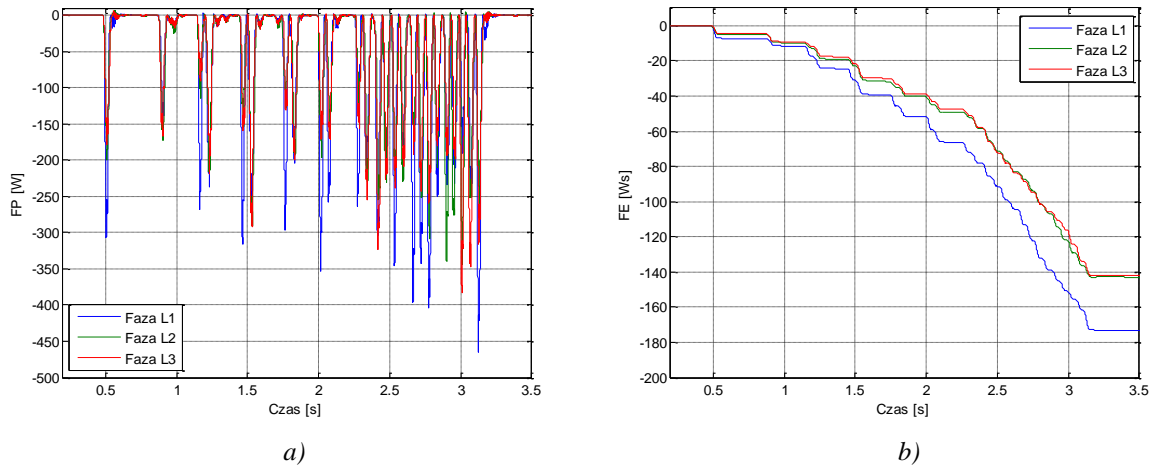 0
-50
-100
-150
-200
-250
-300
-350
-400
-450
-500
FP [W]
0.5 1 1.5 2 2.5 3 3.5
Czas [s]
Faza L1
Faza L2
Faza L3
a)
0
-20
-40
-60
-80
-100
-120
-140
-160
-180
-200
FE [Ws]
0.5 1 1.5 2 2.5 3 3.5
Czas [s]
Faza L1
Faza L2
Faza L3
b)